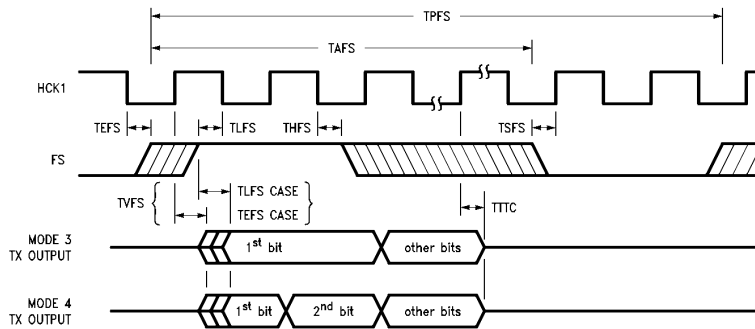 TPFS
TAFS
HCK1
TEFS
TLFS
THFS
TSFS
FS
TVFS
TLFS CASE
TEFS CASE
TTTC
MODE 3
TX OUTPUT
1st bit
other bits
MODE 4
TX OUTPUT
1st bit
2nd bit
other bits